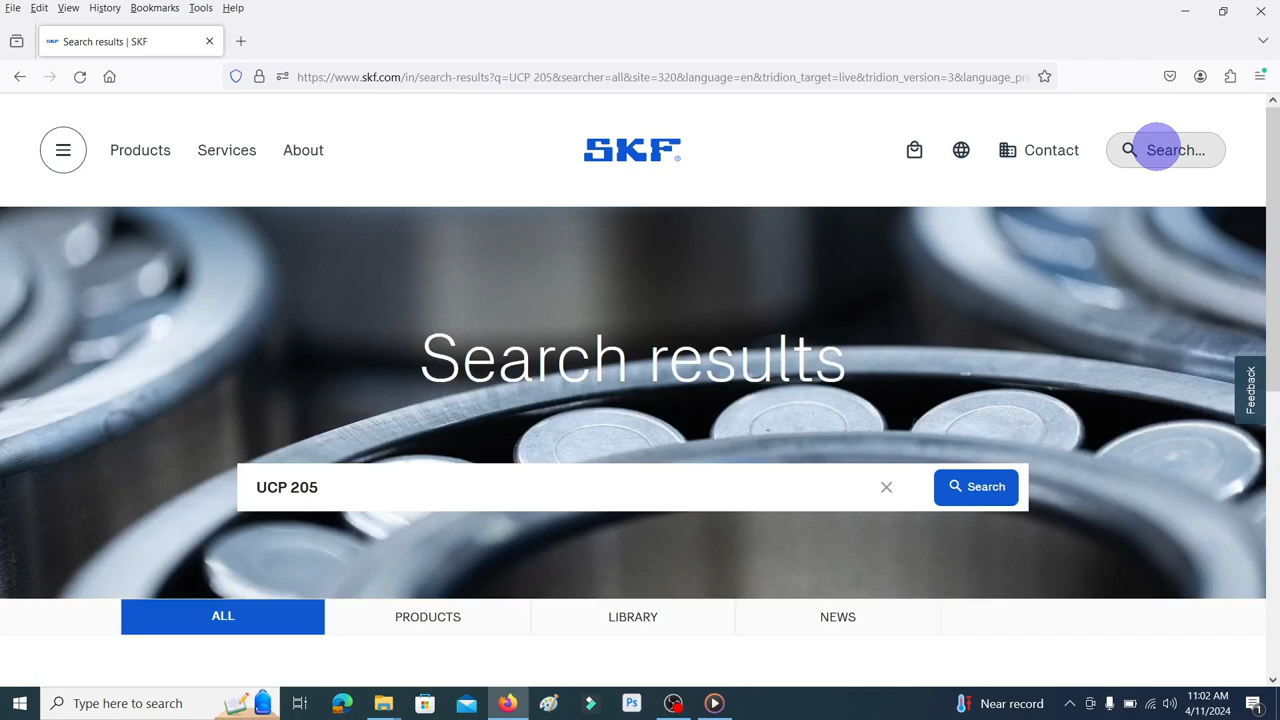 File Edit View History Bookmarks Tools Help
Search results | SKF
https://www.skf.com/in/search-results?q=UCP 205&searcher=all&site=320&language=en&tridion_target=live&tridion_version=3&language_pre
Products Services About SKF Contact Search...
Search results
Feedback
UCP 205 Search
ALL PRODUCTS LIBRARY NEWS
Type here to search Ps Near record 11:02 AM
4/11/2024 1